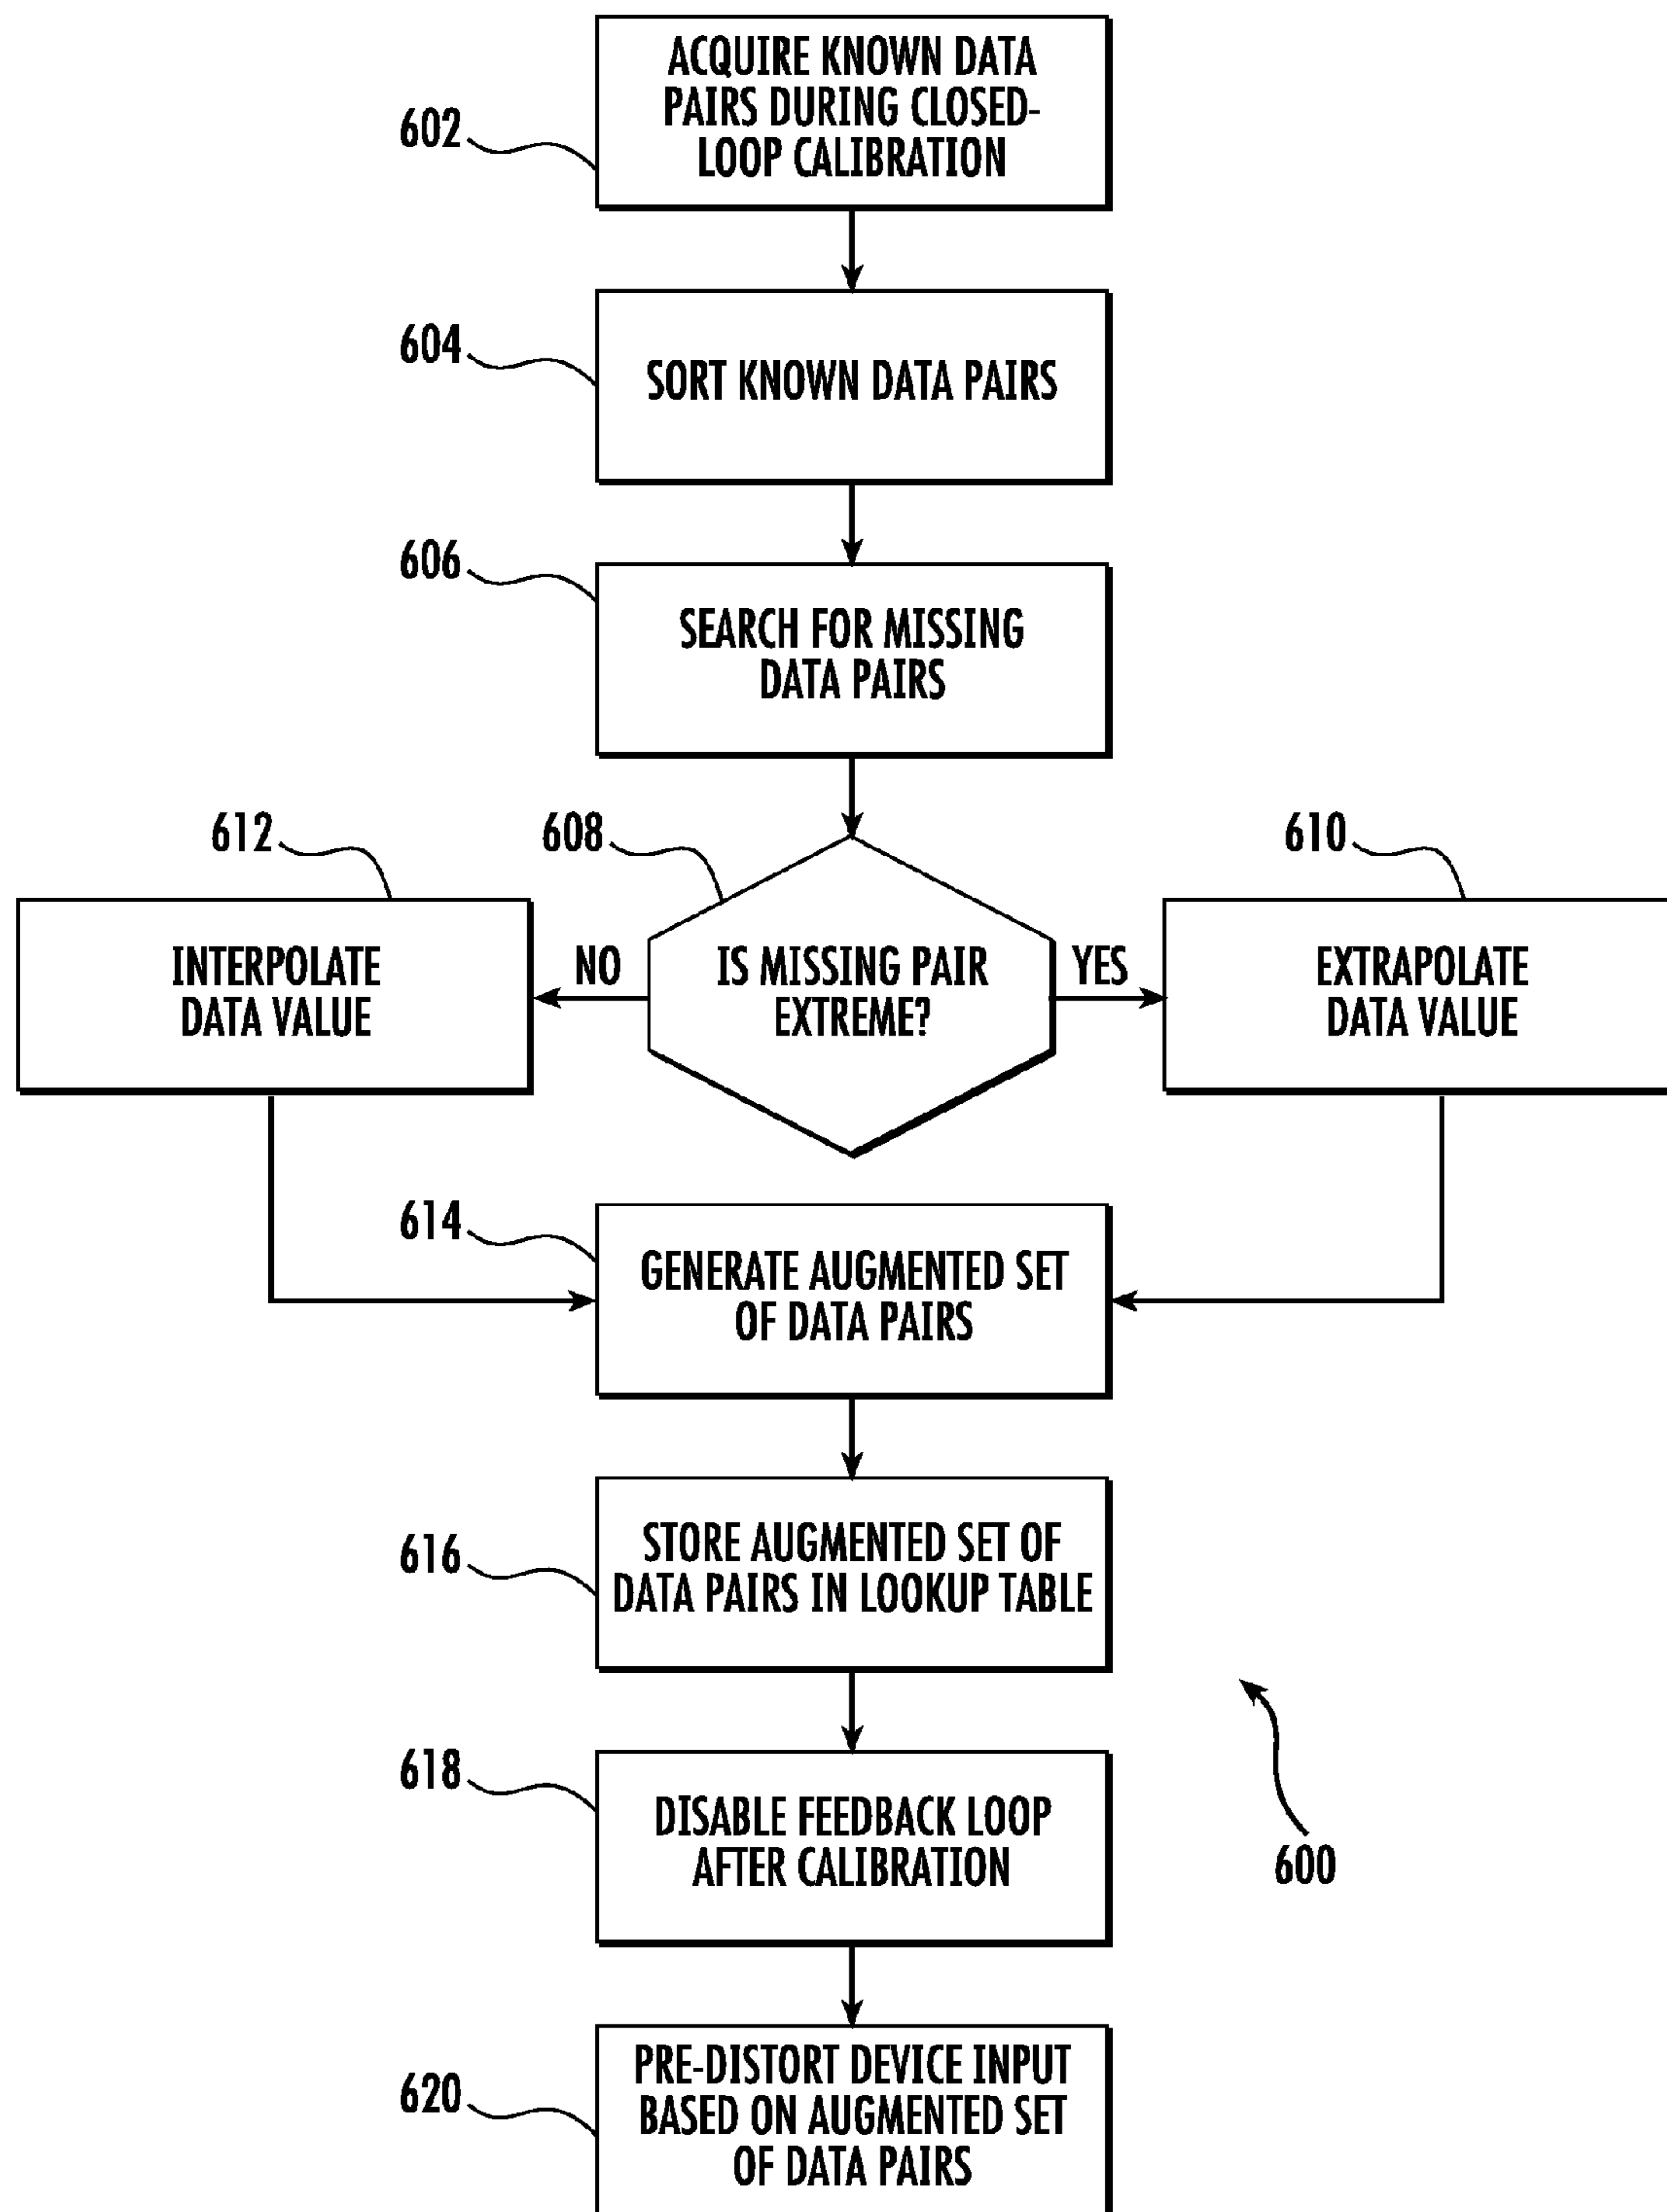 ACQUIRE KNOWN DATA
PAIRS DURING CLOSED-
LOOP CALIBRATION
602
SORT KNOWN DATA PAIRS
604
SEARCH FOR MISSING
DATA PAIRS
606
612
608
610
INTERPOLATE
DATA VALUE
NO
IS MISSING PAIR
EXTREME?
YES
EXTRAPOLATE
DATA VALUE
614
GENERATE AUGMENTED SET
OF DATA PAIRS
616
STORE AUGMENTED SET OF
DATA PAIRS IN LOOKUP TABLE
618
DISABLE FEEDBACK LOOP
AFTER CALIBRATION
600
620
PRE-DISTORT DEVICE INPUT
BASED ON AUGMENTED SET
OF DATA PAIRS